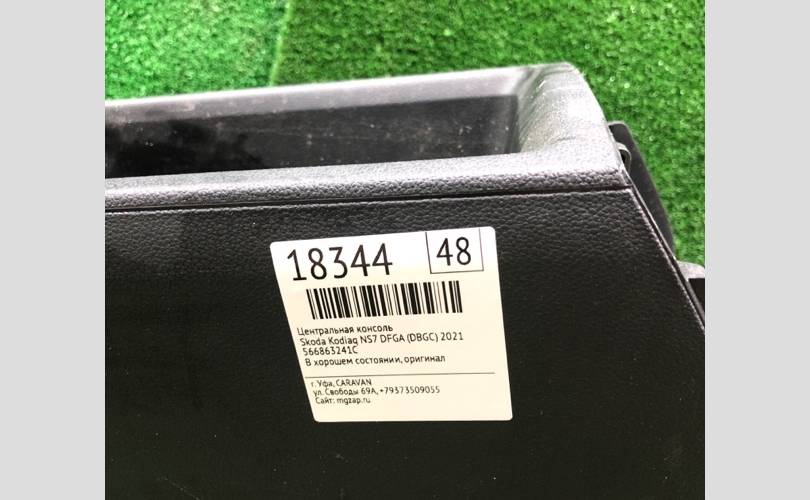 18344 48
Центральная консоль
Skoda Kodiaq NS7 DFGA (DBGC) 2021
566863241C
В хорошем состоянии, оригинал
г. Уфа, CARAVAN
ул. Свободы 69А, +79373509055
Сайт: mgzap.ru